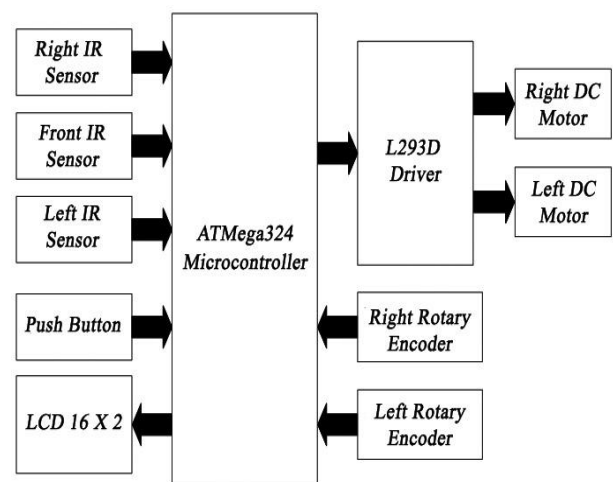 Right IR
Sensor
Front IR
Sensor
Left IR
Sensor
Push Button
LCD 16 X 2
ATMega324
Microcontroller
L293D
Driver
Right DC
Motor
Left DC
Motor
Right Rotary
Encoder
Left Rotary
Encoder